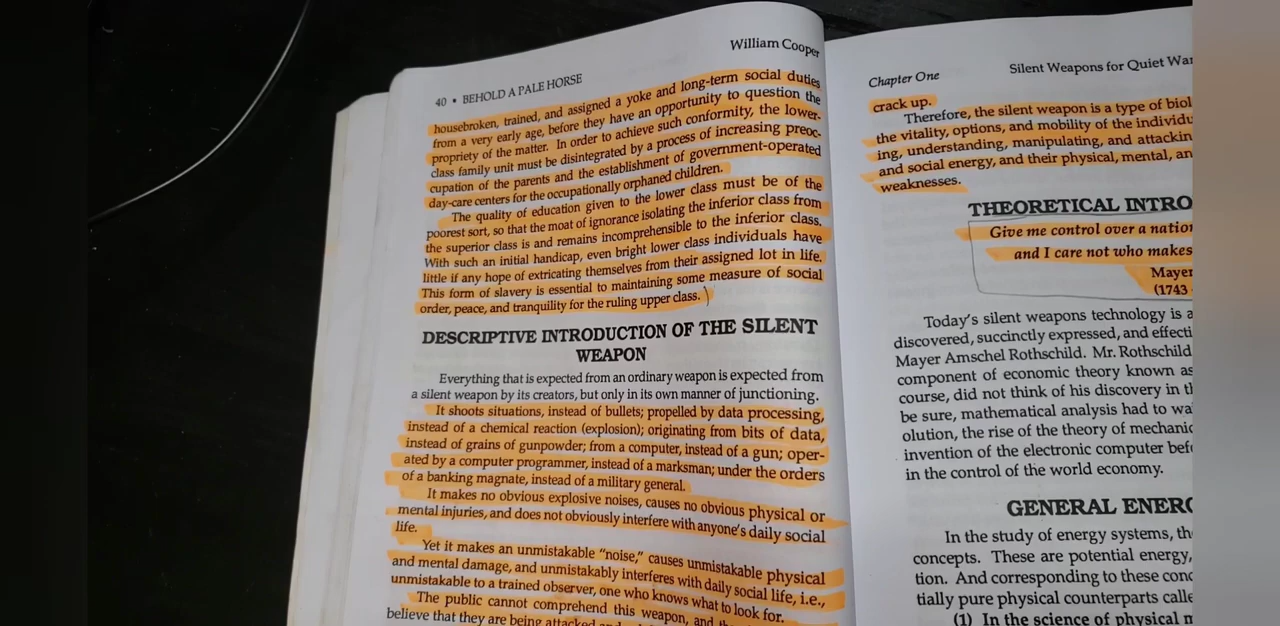 William Cooper
40 • BEHOLD A PALE HORSE
housebroken, trained, and assigned a yoke and long-term social duties
from a very early age, before they have an opportunity to question the
propriety of the matter. In order to achieve such conformity, the lower-
class family unit must be disintegrated by a process of increasing preoc-
cupation of the parents and the establishment of government-operated
day-care centers for the occupationally orphaned children.
The quality of education given to the lower class must be of the
poorest sort, so that the moat of ignorance isolating the inferior class from
the superior class is and remains incomprehensible to the inferior class.
With such an initial handicap, even bright lower class individuals have
little if any hope of extricating themselves from their assigned lot in life.
This form of slavery is essential to maintaining some measure of social
order, peace, and tranquility for the ruling upper class.
DESCRIPTIVE INTRODUCTION OF THE SILENT
WEAPON
Everything that is expected from an ordinary weapon is expected from
a silent weapon by its creators, but only in its own manner of junctioning.
It shoots situations, instead of bullets; propelled by data processing,
instead of a chemical reaction (explosion); originating from bits of data,
instead of grains of gunpowder; from a computer, instead of a gun; oper-
ated by a computer programmer, instead of a marksman; under the orders
of a banking magnate, instead of a military general.
It makes no obvious explosive noises, causes no obvious physical or
mental injuries, and does not obviously interfere with anyone's daily social
life.
Yet it makes an unmistakable "noise," causes unmistakable physical
and mental damage, and unmistakably interferes with daily social life, i.e.,
unmistakable to a trained observer, one who knows what to look for.
The public cannot comprehend this weapon, and
believe that they are being attacked
Chapter One
Silent Weapons for Quiet War
crack up.
Therefore, the silent weapon is a type of biol
the vitality, options, and mobility of the individu
ing, understanding, manipulating, and attackin
and social energy, and their physical, mental, an
weaknesses.
THEORETICAL INTRO
Give me control over a nation
and I care not who makes
Mayer
(1743
Today's silent weapons technology is a
discovered, succinctly expressed, and effecti
Mayer Amschel Rothschild. Mr. Rothschild
component of economic theory known as
course, did not think of his discovery in th
be sure, mathematical analysis had to wa
olution, the rise of the theory of mechanic
invention of the electronic computer befo
in the control of the world economy.
GENERAL ENERG
In the study of energy systems, th
concepts. These are potential energy,
tion. And corresponding to these conc
tially pure physical counterparts calle
(1) In the science of physical m